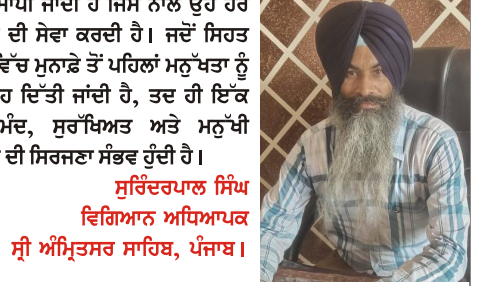 ਜਾਂਦੀ ਹੈ ਜਿਸ ਨਾਲ ਉਹ ਹਰ
ਦੀ ਸੇਵਾ ਕਰਦੀ ਹੈ। ਜਦੋਂ ਸਿਹਤ
ਵਿੱਚ ਮੁਨਾਫ਼ੇ ਤੋਂ ਪਹਿਲਾਂ ਮਨੁੱਖਤਾ ਨੂੰ
ਦਿੱਤੀ ਜਾਂਦੀ ਹੈ, ਤਦ ਹੀ ਇੱਕ
ਸੁਰੱਖਿਅਤ ਅਤੇ ਮਨੁੱਖੀ
ਦੀ ਸਿਰਜਣਾ ਸੰਭਵ ਹੁੰਦੀ ਹੈ।
ਸੁਰਿੰਦਰਪਾਲ ਸਿੰਘ
ਵਿਗਿਆਨ ਅਧਿਆਪਕ
ਸ੍ਰੀ ਅੰਮ੍ਰਿਤਸਰ ਸਾਹਿਬ, ਪੰਜਾਬ।